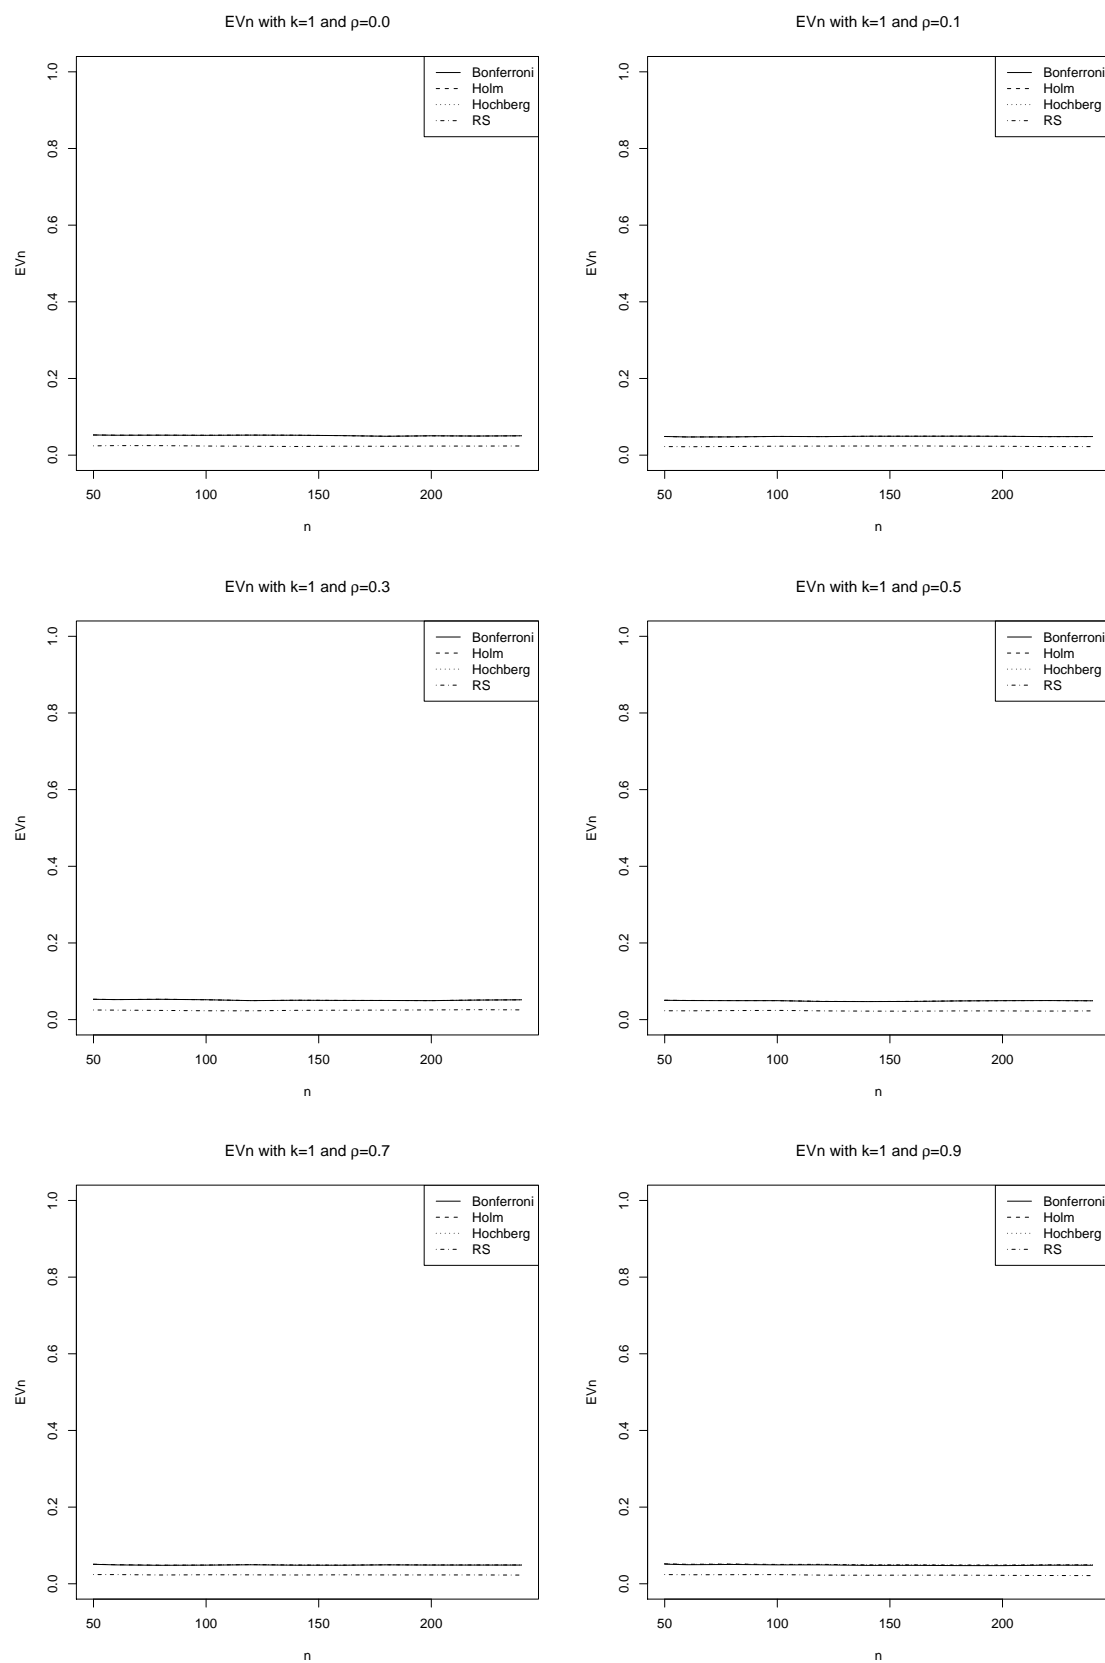 EVn with k=1 and ρ=0.0
1.0
0.8
0.6
0.4
0.2
0.0
EVn
50 100 150 200
n
Bonferroni
Holm
Hochberg
RS
EVn with k=1 and ρ=0.1
1.0
0.8
0.6
0.4
0.2
0.0
EVn
50 100 150 200
n
Bonferroni
Holm
Hochberg
RS
EVn with k=1 and ρ=0.3
1.0
0.8
0.6
0.4
0.2
0.0
EVn
50 100 150 200
n
Bonferroni
Holm
Hochberg
RS
EVn with k=1 and ρ=0.5
1.0
0.8
0.6
0.4
0.2
0.0
EVn
50 100 150 200
n
Bonferroni
Holm
Hochberg
RS
EVn with k=1 and ρ=0.7
1.0
0.8
0.6
0.4
0.2
0.0
EVn
50 100 150 200
n
Bonferroni
Holm
Hochberg
RS
EVn with k=1 and ρ=0.9
1.0
0.8
0.6
0.4
0.2
0.0
EVn
50 100 150 200
n
Bonferroni
Holm
Hochberg
RS